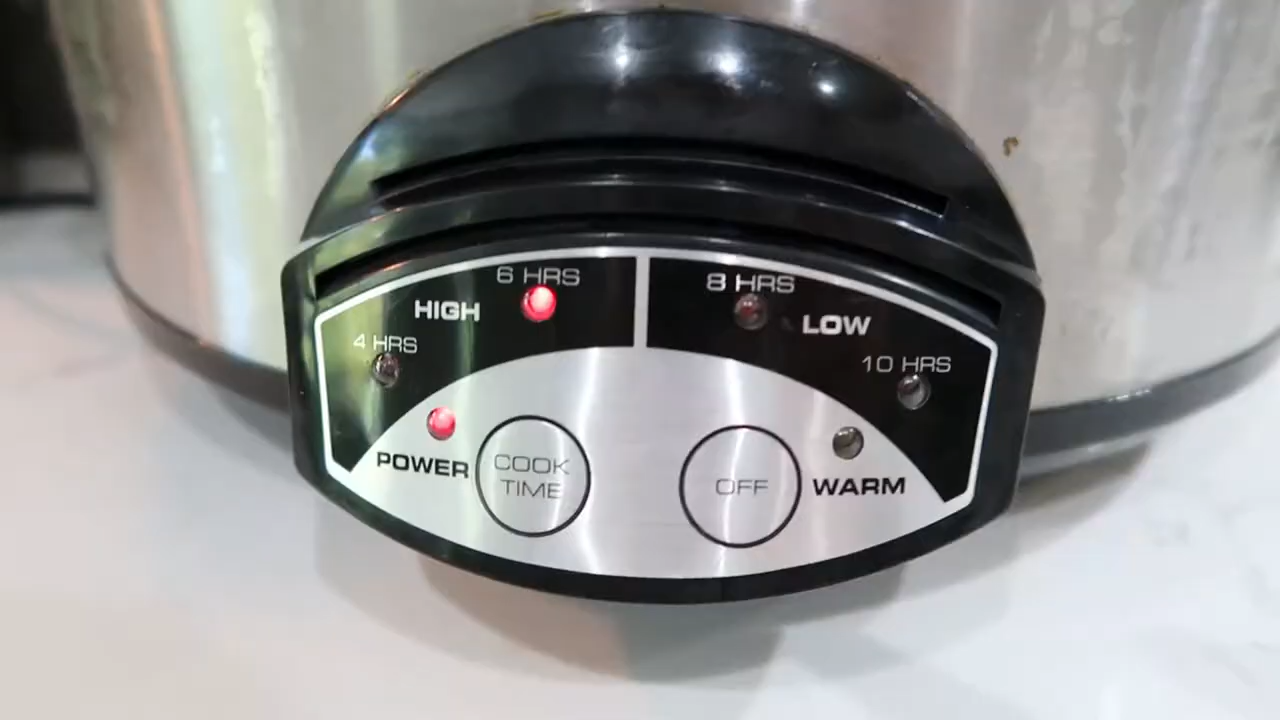 6 HRS
8 HRS
HIGH
LOW
4 HRS
10 HRS
POWER
COOK
TIME
OFF
WARM